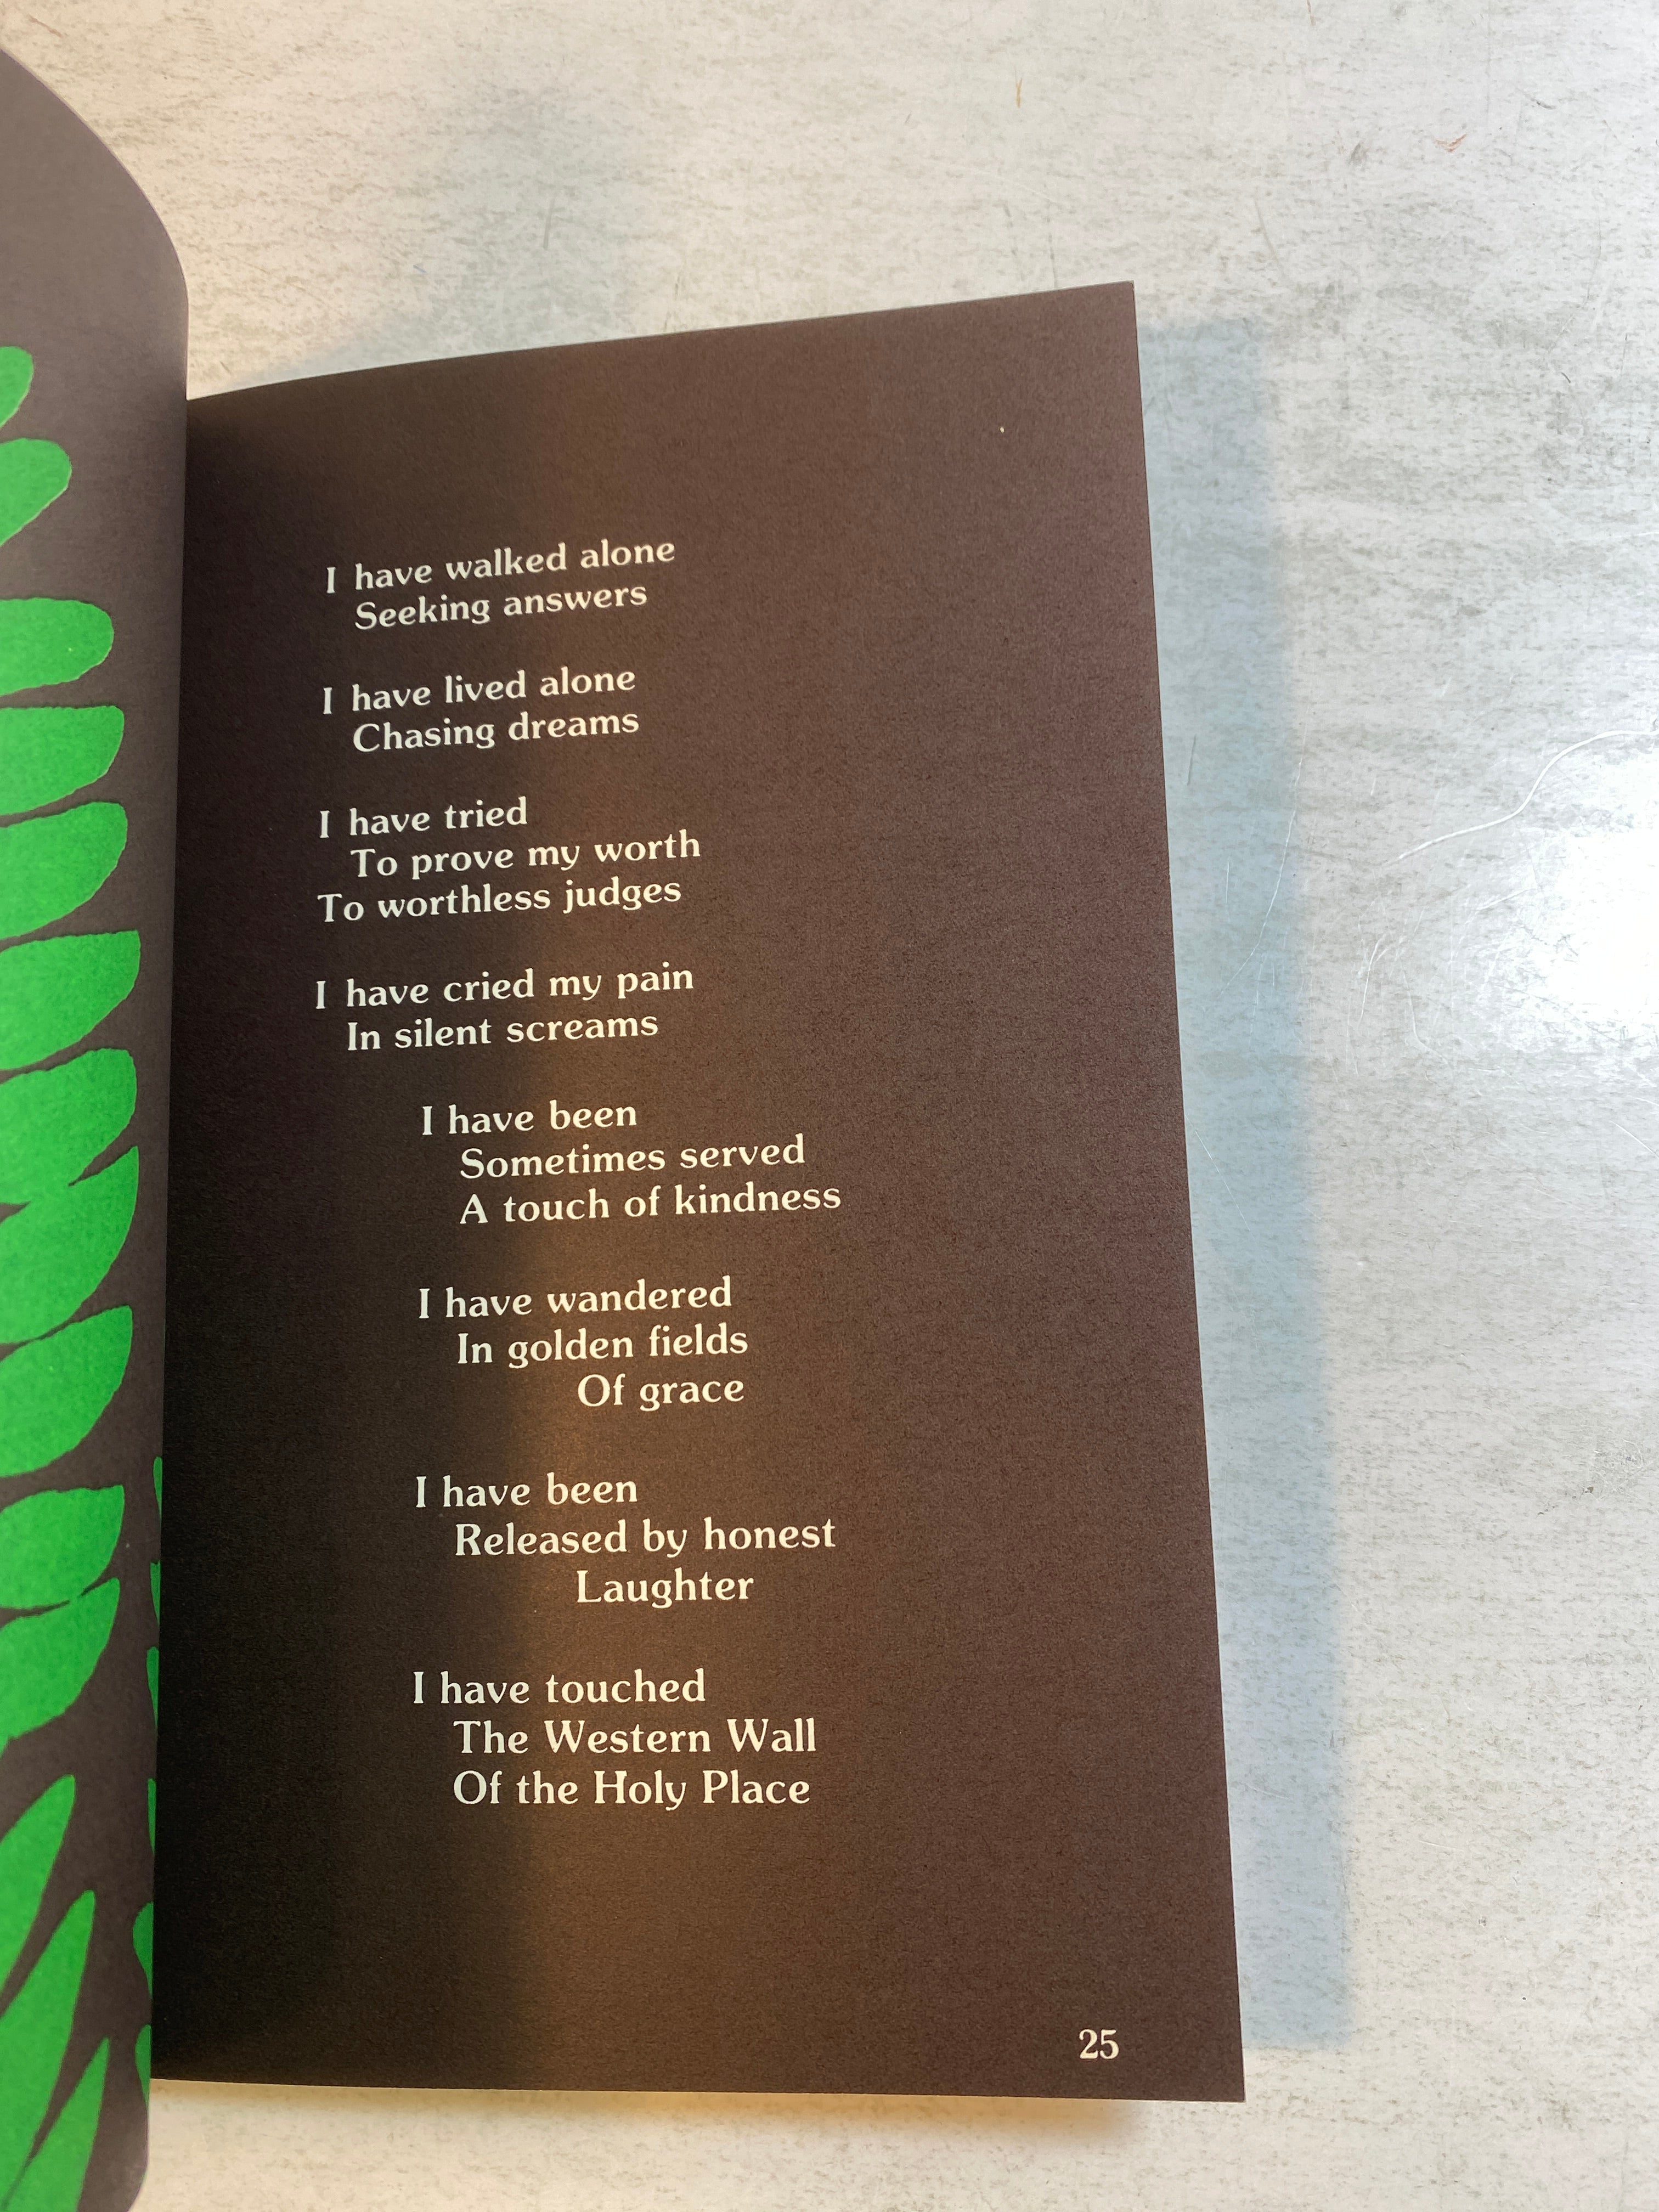 I have walked alone
Seeking answers
I have lived alone
Chasing dreams
I have tried
To prove my worth
To worthless judges
I have cried my pain
In silent screams
I have been
Sometimes served
A touch of kindness
I have wandered
In golden fields
Of grace
I have been
Released by honest
Laughter
I have touched
The Western Wall
Of the Holy Place
25